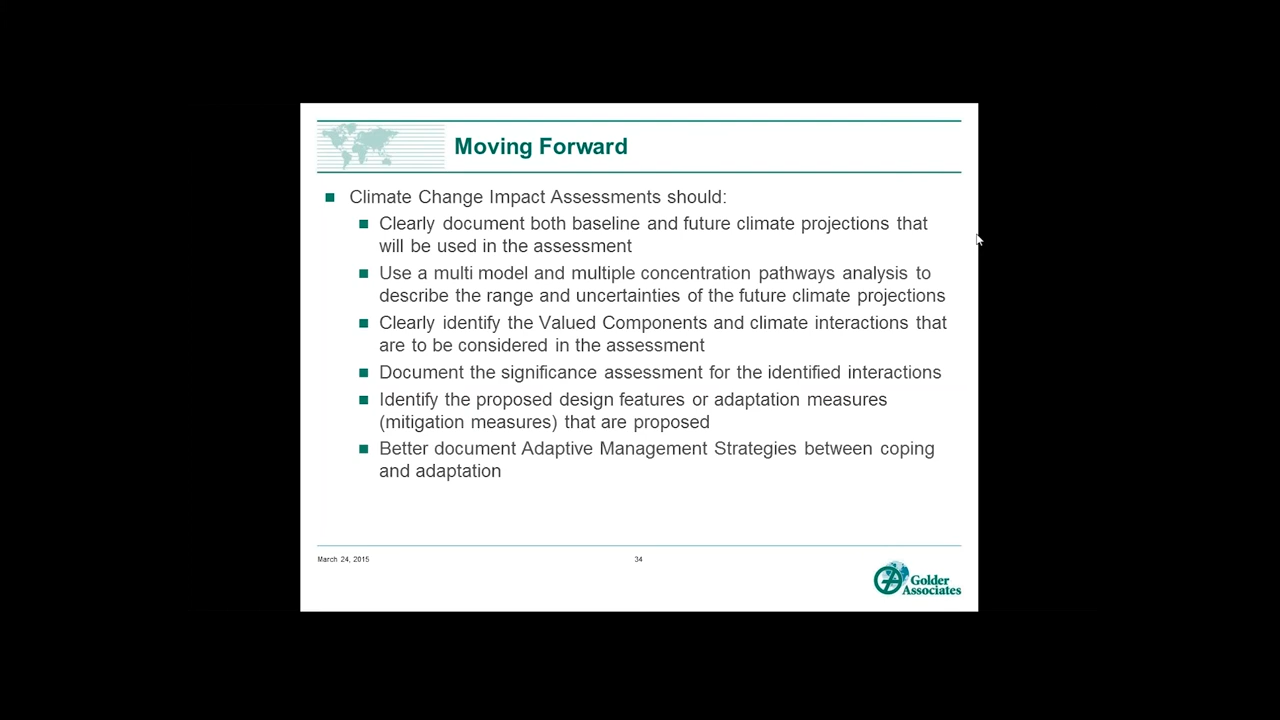 Moving Forward
Climate Change Impact Assessments should:
Clearly document both baseline and future climate projections that
will be used in the assessment
Use a multi model and multiple concentration pathways analysis to
describe the range and uncertainties of the future climate projections
Clearly identify the Valued Components and climate interactions that
are to be considered in the assessment
Document the significance assessment for the identified interactions
Identify the proposed design features or adaptation measures
(mitigation measures) that are proposed
Better document Adaptive Management Strategies between coping
and adaptation
March 24, 2015
34
Golder
Associates